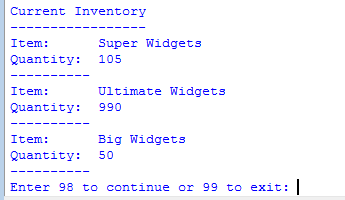 Current Inventory
-----------------
Item:      Super Widgets
Quantity:  105
----------
Item:      Ultimate Widgets
Quantity:  990
----------
Item:      Big Widgets
Quantity:  50
----------
Enter 98 to continue or 99 to exit: